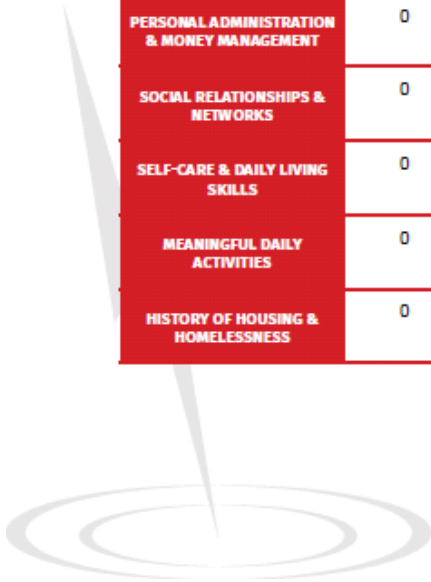 PERSONAL ADMINISTRATION
& MONEY MANAGEMENT
0
SOCIAL RELATIONSHIPS &
NETWORKS
0
SELF-CARE & DAILY LIVING
SKILLS
0
MEANINGFUL DAILY
ACTIVITIES
0
HISTORY OF HOUSING &
HOMELESSNESS
0